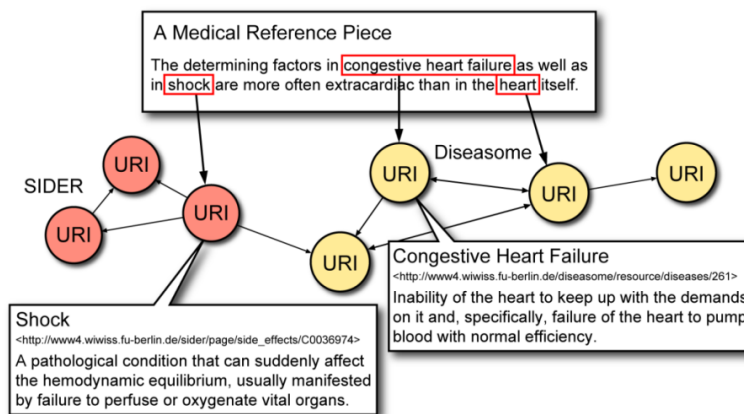 A Medical Reference Piece
The determining factors in congestive heart failure as well as
in shock are more often extracardiac than in the heart itself.
URI
SIDER
URI
URI
URI
Diseasome
URI
URI
URI
Congestive Heart Failure
<http://www4.wiwiss.fu-berlin.de/diseasome/resource/diseases/261>
Inability of the heart to keep up with the demands
on it and, specifically, failure of the heart to pump
blood with normal efficiency.
Shock
<http://www4.wiwiss.fu-berlin.de/sider/page/side_effects/C0036974>
A pathological condition that can suddenly affect
the hemodynamic equilibrium, usually manifested
by failure to perfuse or oxygenate vital organs.